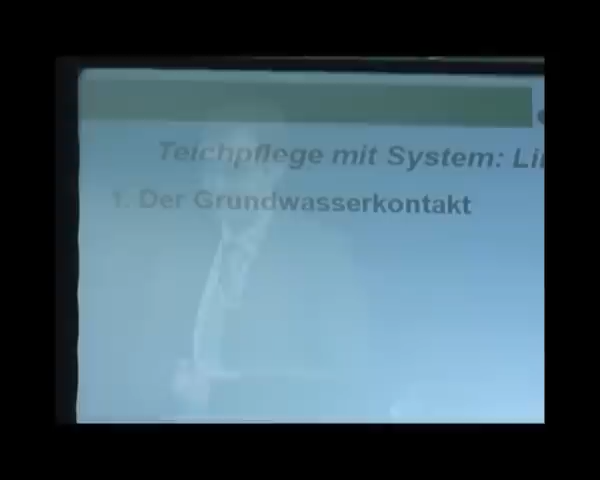 Teichpflege mit System: Li
1. Der Grundwasserkontakt